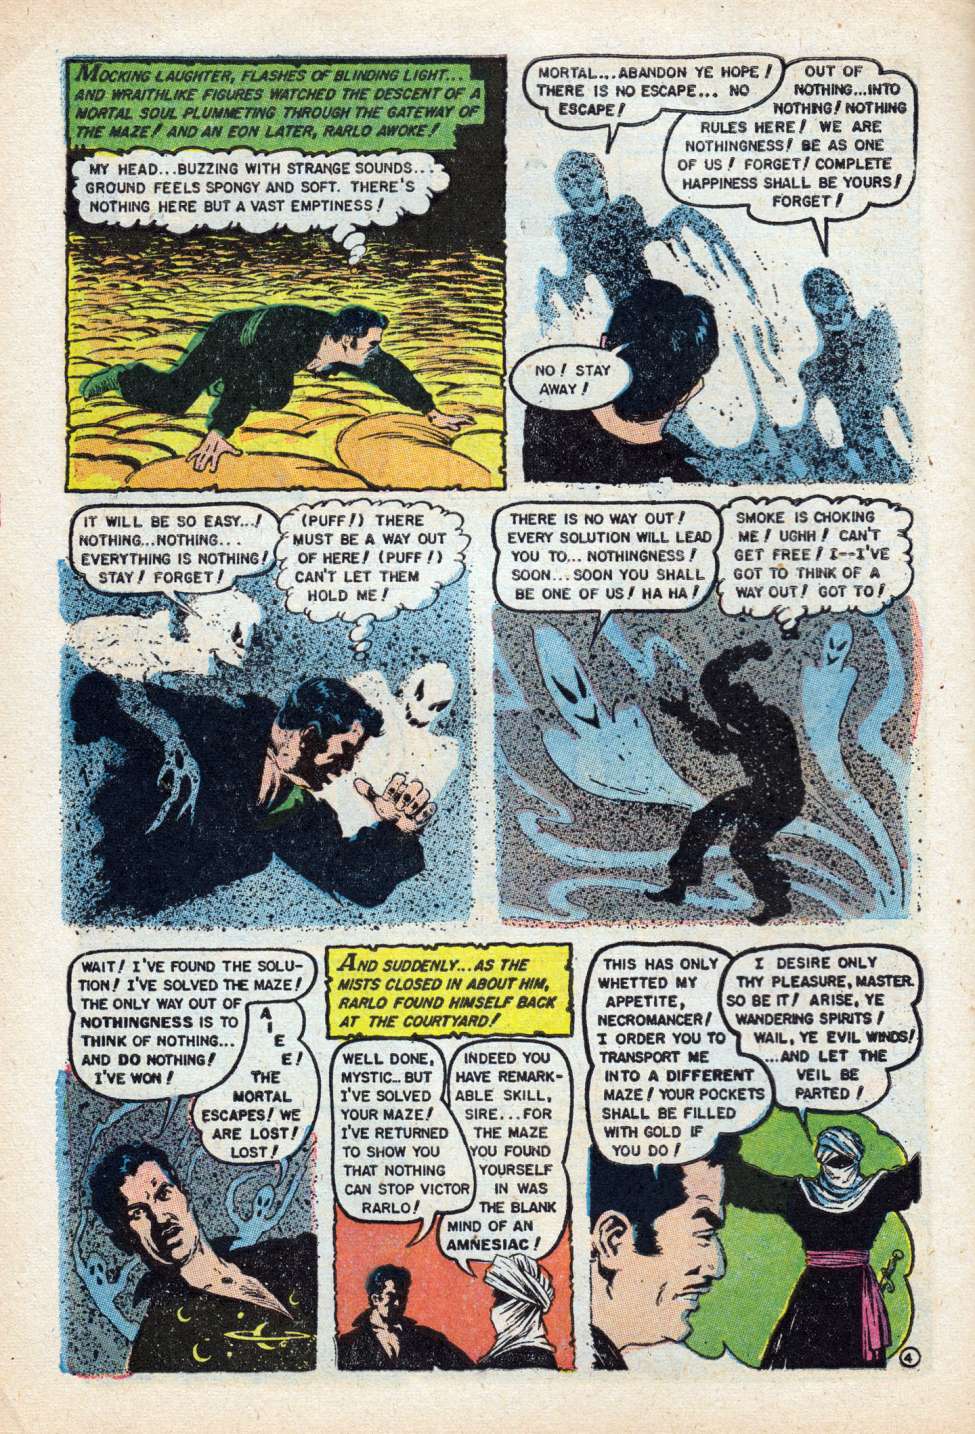 MOCKING LAUGHTER, FLASHES OF BLINDING LIGHT...
AND WRAITHLIKE FIGURES WATCHED THE DESCENT OF A
MORTAL SOUL PLUMMETING THROUGH THE GATEWAY OF
THE MAZE! AND AN EON LATER, RARLO AWOKE!
MY HEAD...BUZZING WITH STRANGE SOUNDS...
GROUND FEELS SPONGY AND SOFT. THERE'S
NOTHING HERE BUT A VAST EMPTINESS!
MORTAL...ABANDON YE HOPE!
THERE IS NO ESCAPE... NO
ESCAPE!
OUT OF
NOTHING...INTO
NOTHING! NOTHING
RULES HERE! WE ARE
NOTHINGNESS! BE AS ONE
OF US! FORGET! COMPLETE
HAPPINESS SHALL BE YOURS!
FORGET!
NO! STAY
AWAY!
IT WILL BE SO EASY...!
NOTHING...NOTHING...
EVERYTHING IS NOTHING!
STAY! FORGET!
(PUFF!) THERE
MUST BE A WAY OUT
OF HERE! (PUFF!)
CAN'T LET THEM
HOLD ME!
THERE IS NO WAY OUT!
EVERY SOLUTION WILL LEAD
YOU TO... NOTHINGNESS!
SOON...SOON YOU SHALL
BE ONE OF US! HA HA!
SMOKE IS CHOKING
ME! UGHH! CAN'T
GET FREE! I--I'VE
GOT TO THINK OF A
WAY OUT! GOT TO!
WAIT! I'VE FOUND THE SOLU-
TION! I'VE SOLVED THE MAZE!
THE ONLY WAY OUT OF
NOTHINGNESS IS TO
THINK OF NOTHING...
AND DO NOTHING!
I'VE WON!
AIEEE!
THE
MORTAL
ESCAPES! WE
ARE LOST!
LOST!
AND SUDDENLY...AS THE
MISTS CLOSED IN ABOUT HIM,
RARLO FOUND HIMSELF BACK
AT THE COURTYARD!
WELL DONE,
MYSTIC...BUT
I'VE SOLVED
YOUR MAZE!
I'VE RETURNED
TO SHOW YOU
THAT NOTHING
CAN STOP VICTOR
RARLO!
INDEED YOU
HAVE REMARK-
ABLE SKILL,
SIRE...FOR
THE MAZE
YOU FOUND
YOURSELF
IN WAS
THE BLANK
MIND OF AN
AMNESIAC!
THIS HAS ONLY
WHETTED MY
APPETITE,
NECROMANCER!
I ORDER YOU TO
TRANSPORT ME
INTO A DIFFERENT
MAZE! YOUR POCKETS
SHALL BE FILLED
WITH GOLD IF
YOU DO!
I DESIRE ONLY
THY PLEASURE, MASTER.
SO BE IT! ARISE, YE
WANDERING SPIRITS!
WAIL, YE EVIL WINDS!
...AND LET THE
VEIL BE
PARTED!
4